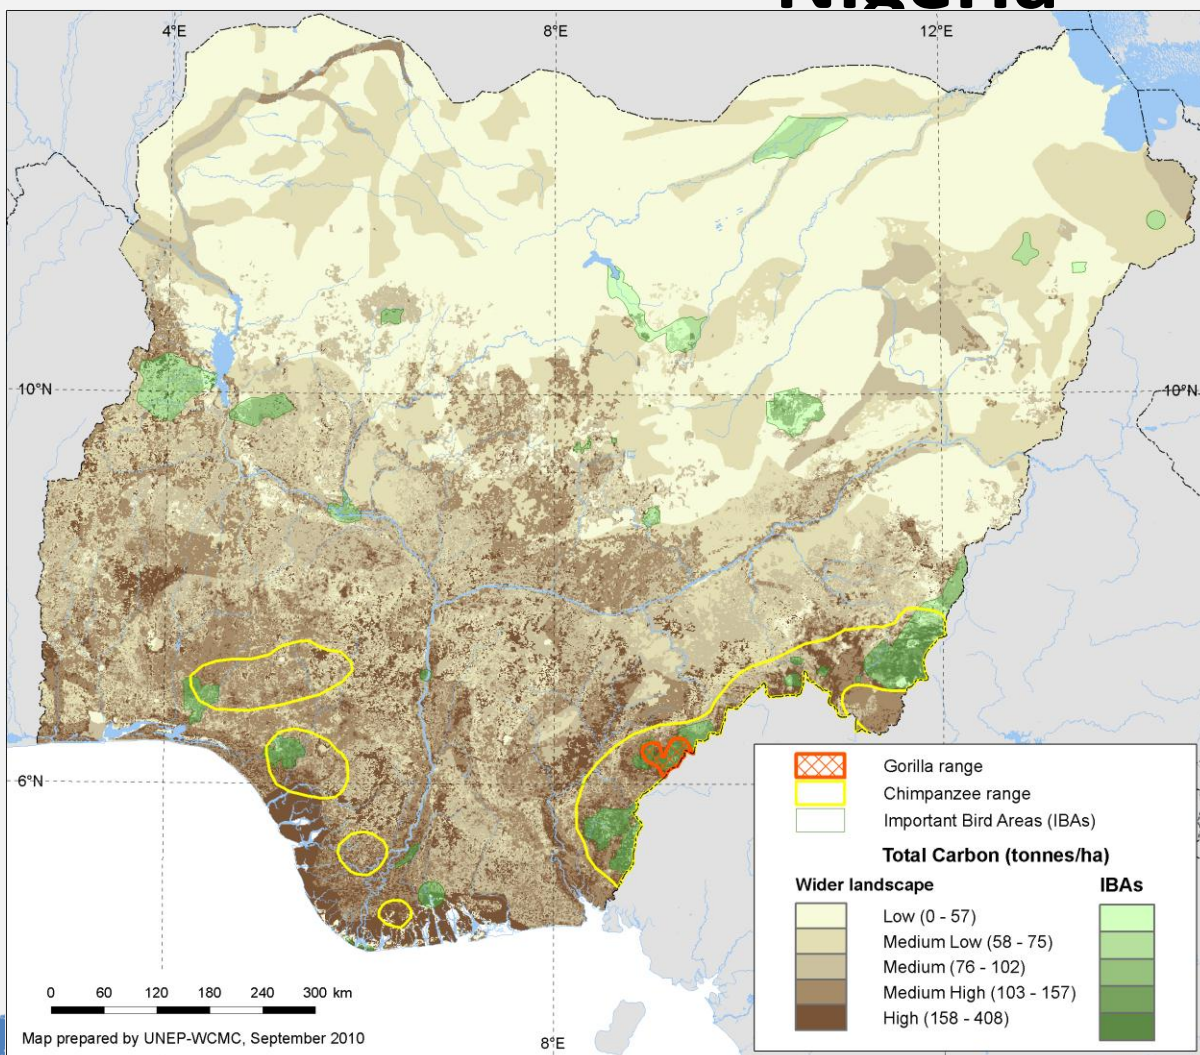 Nigeria
4°E 8°E 12°E
10°N 10°N
6°N
Gorilla range
Chimpanzee range
Important Bird Areas (IBAs)
Total Carbon (tonnes/ha)
Wider landscape IBAs
Low (0 - 57)
Medium Low (58 - 75)
Medium (76 - 102)
Medium High (103 - 157)
High (158 - 408)
0 60 120 180 240 300 km
Map prepared by UNEP-WCMC, September 2010
8°E